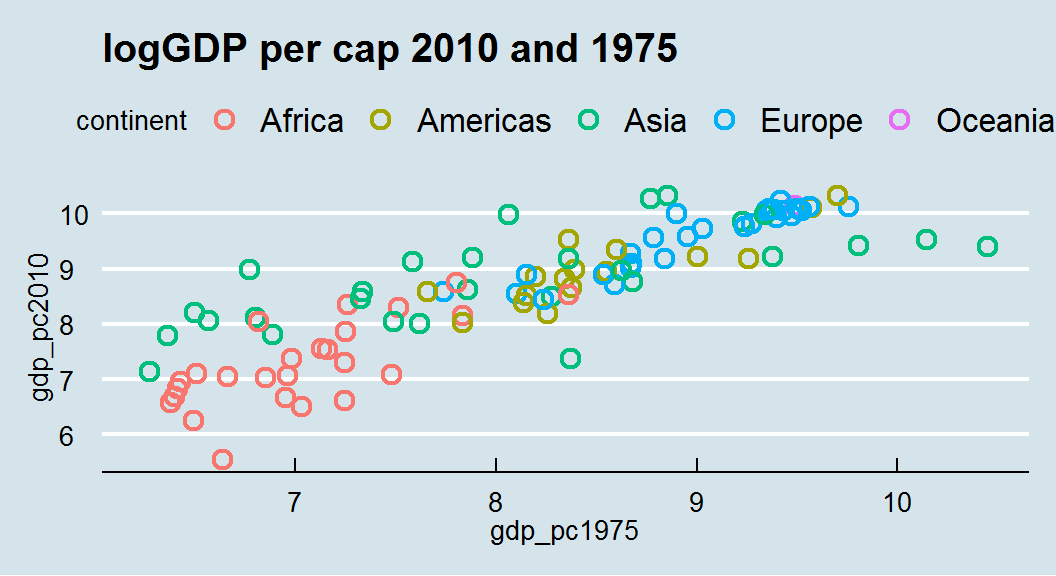 logGDP per cap 2010 and 1975
continent Africa Americas Asia Europe Oceania
10
9
8
7
6
gdp_pc2010
7 8 9 10
gdp_pc1975